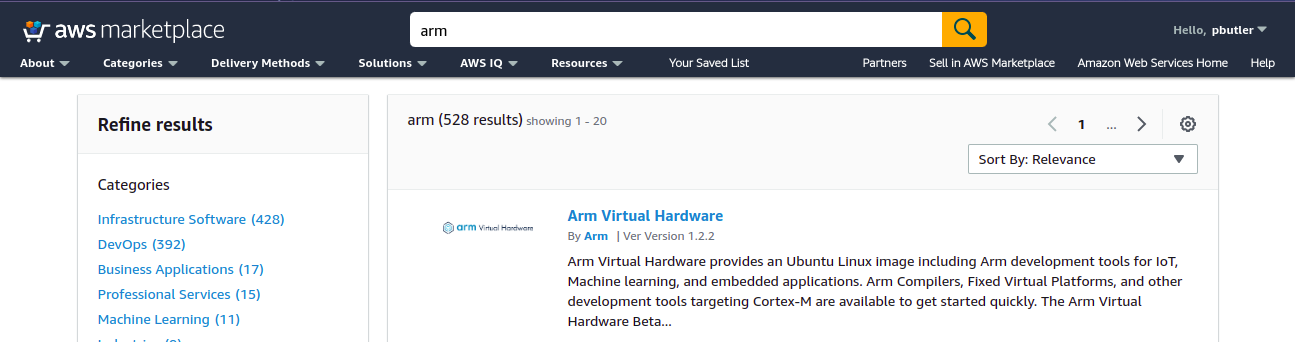 aws marketplace
arm
Hello, pbutler
About
Categories
Delivery Methods
Solutions
AWS IQ
Resources
Your Saved List
Partners
Sell in AWS Marketplace
Amazon Web Services Home
Help
Refine results
Categories
Infrastructure Software (428)
DevOps (392)
Business Applications (17)
Professional Services (15)
Machine Learning (11)
arm (528 results) showing 1 - 20
1 ...
Sort By: Relevance
arm Virtual Hardware
Arm Virtual Hardware
By Arm | Ver Version 1.2.2
Arm Virtual Hardware provides an Ubuntu Linux image including Arm development tools for IoT,
Machine learning, and embedded applications. Arm Compilers, Fixed Virtual Platforms, and other
development tools targeting Cortex-M are available to get started quickly. The Arm Virtual
Hardware Beta...